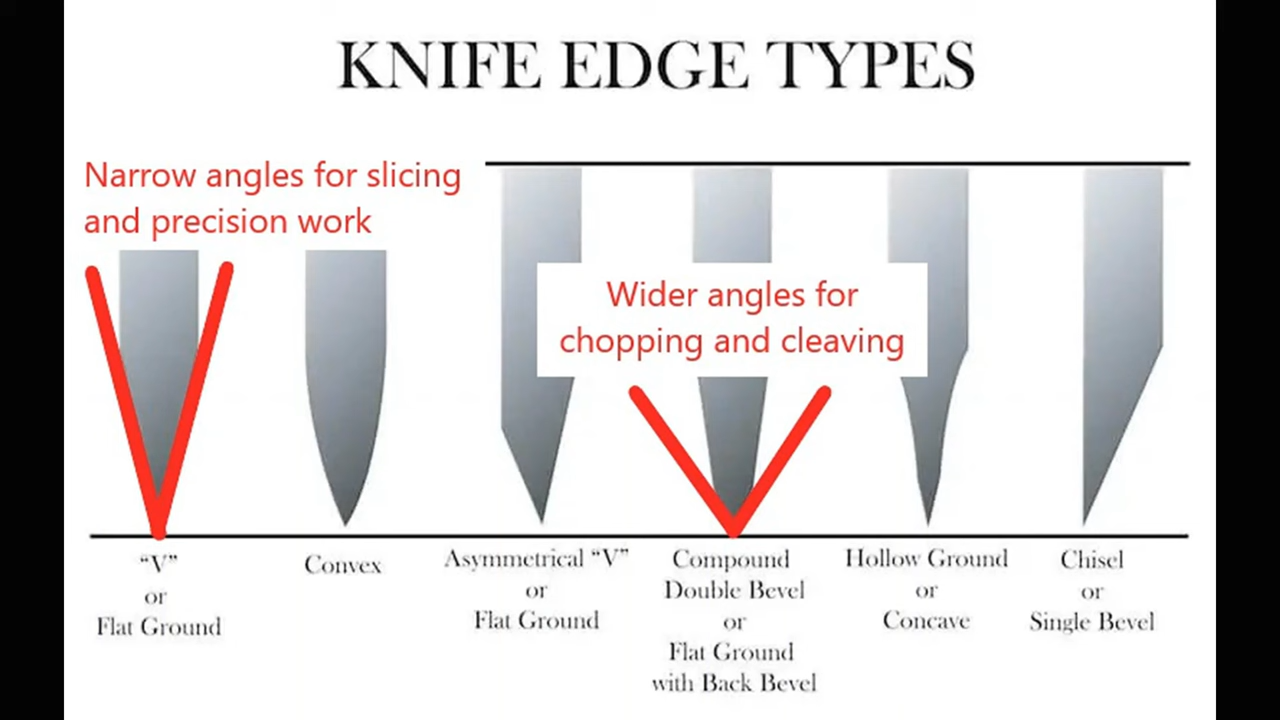 KNIFE EDGE TYPES
Narrow angles for slicing
and precision work
Wider angles for
chopping and cleaving
“V”
or
Flat Ground
Convex
Asymmetrical “V”
or
Flat Ground
Compound
Double Bevel
or
Flat Ground
with Back Bevel
Hollow Ground
or
Concave
Chisel
or
Single Bevel